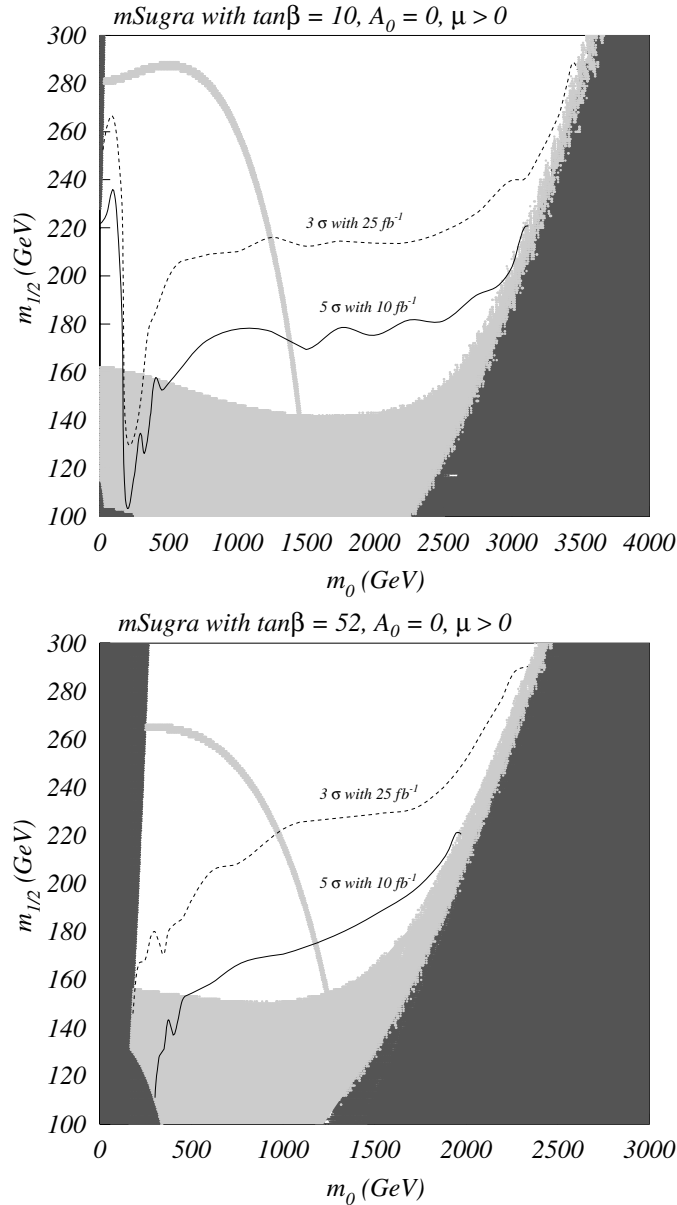 mSugra with tanβ = 10, A₀ = 0, μ > 0
300
280
260
240
220
200
180
160
140
120
100
m₁/₂ (GeV)
3 σ with 25 fb⁻¹
5 σ with 10 fb⁻¹
0 500 1000 1500 2000 2500 3000 3500 4000
m₀ (GeV)
mSugra with tanβ = 52, A₀ = 0, μ > 0
300
280
260
240
220
200
180
160
140
120
100
m₁/₂ (GeV)
3 σ with 25 fb⁻¹
5 σ with 10 fb⁻¹
0 500 1000 1500 2000 2500 3000
m₀ (GeV)